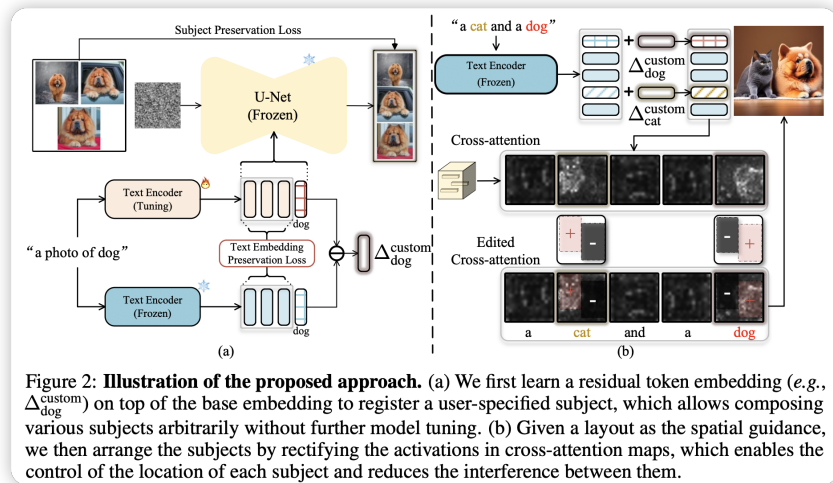 Subject Preservation Loss
U-Net
(Frozen)
Text Encoder
(Tuning)
dog
"a photo of dog"
Text Embedding
Preservation Loss
Δ custom dog
Text Encoder
(Frozen)
dog
(a)
"a cat and a dog"
Text Encoder
(Frozen)
+
Δ custom dog
+
Δ custom cat
Cross-attention
+ -
- +
Edited
Cross-attention
+ -
- +
a cat and a dog
(b)
Figure 2: Illustration of the proposed approach. (a) We first learn a residual token embedding (e.g.,
Δ custom dog) on top of the base embedding to register a user-specified subject, which allows composing
various subjects arbitrarily without further model tuning. (b) Given a layout as the spatial guidance,
we then arrange the subjects by rectifying the activations in cross-attention maps, which enables the
control of the location of each subject and reduces the interference between them.